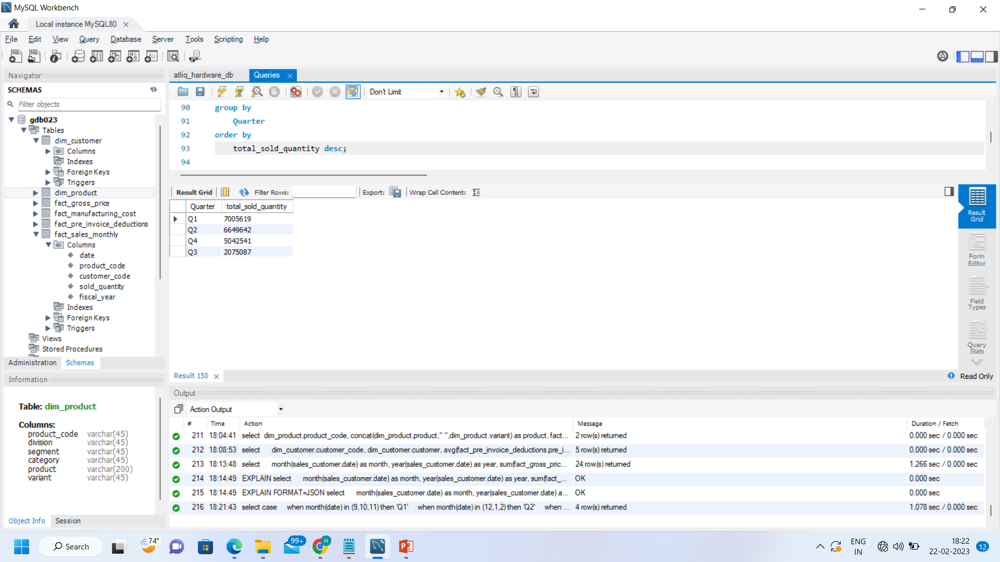 MySQL Workbench
Local instance MySQL80
File Edit View Query Database Server Tools Scripting Help
Navigator
SCHEMAS
Filter objects
gdb023
Tables
dim_customer
Columns
Indexes
Foreign Keys
Triggers
dim_product
fact_gross_price
fact_manufacturing_cost
fact_pre_invoice_deductions
fact_sales_monthly
Columns
date
product_code
customer_code
sold_quantity
fiscal_year
Indexes
Foreign Keys
Triggers
Views
Stored Procedures
Administration Schemas
Information
Table: dim_product
Columns:
product_code varchar(45)
division varchar(45)
segment varchar(45)
category varchar(45)
product varchar(200)
variant varchar(45)
Object Info Session
atliq_hardware_db Queries
Don't Limit
90 group by
91 Quarter
92 order by
93 total_sold_quantity desc;
94
Result Grid Filter Rows: Export: Wrap Cell Content:
Quarter total_sold_quantity
Q1 7005619
Q2 6649642
Q4 5042541
Q3 2075087
Result Grid
Form Editor
Field Types
Query Stats
Result 150
Read Only
Output
Action Output
# Time Action Message Duration / Fetch
211 18:04:41 select dim_product.product_code, concat(dim_product.product," ",dim_product.variant) as product, fact... 2 row(s) returned 0.000 sec / 0.000 sec
212 18:08:53 select dim_customer.customer_code, dim_customer.customer, avg(fact_pre_invoice_deductions.pre_i... 5 row(s) returned 0.000 sec / 0.000 sec
213 18:13:48 select month(sales_customer.date) as month, year(sales_customer.date) as year, sum(fact_gross_pric... 24 row(s) returned 1.266 sec / 0.000 sec
214 18:14:49 EXPLAIN select month(sales_customer.date) as month, year(sales_customer.date) as year, sum(fact_... OK 0.000 sec
215 18:14:49 EXPLAIN FORMAT=JSON select month(sales_customer.date) as month, year(sales_customer.date) a... OK 0.000 sec
216 18:21:43 select case when month(date) in (9,10,11) then 'Q1' when month(date) in (12,1,2) then 'Q2' when ... 4 row(s) returned 1.078 sec / 0.000 sec
Search
74°
99+
H
ENG
IN
18:22
22-02-2023
12